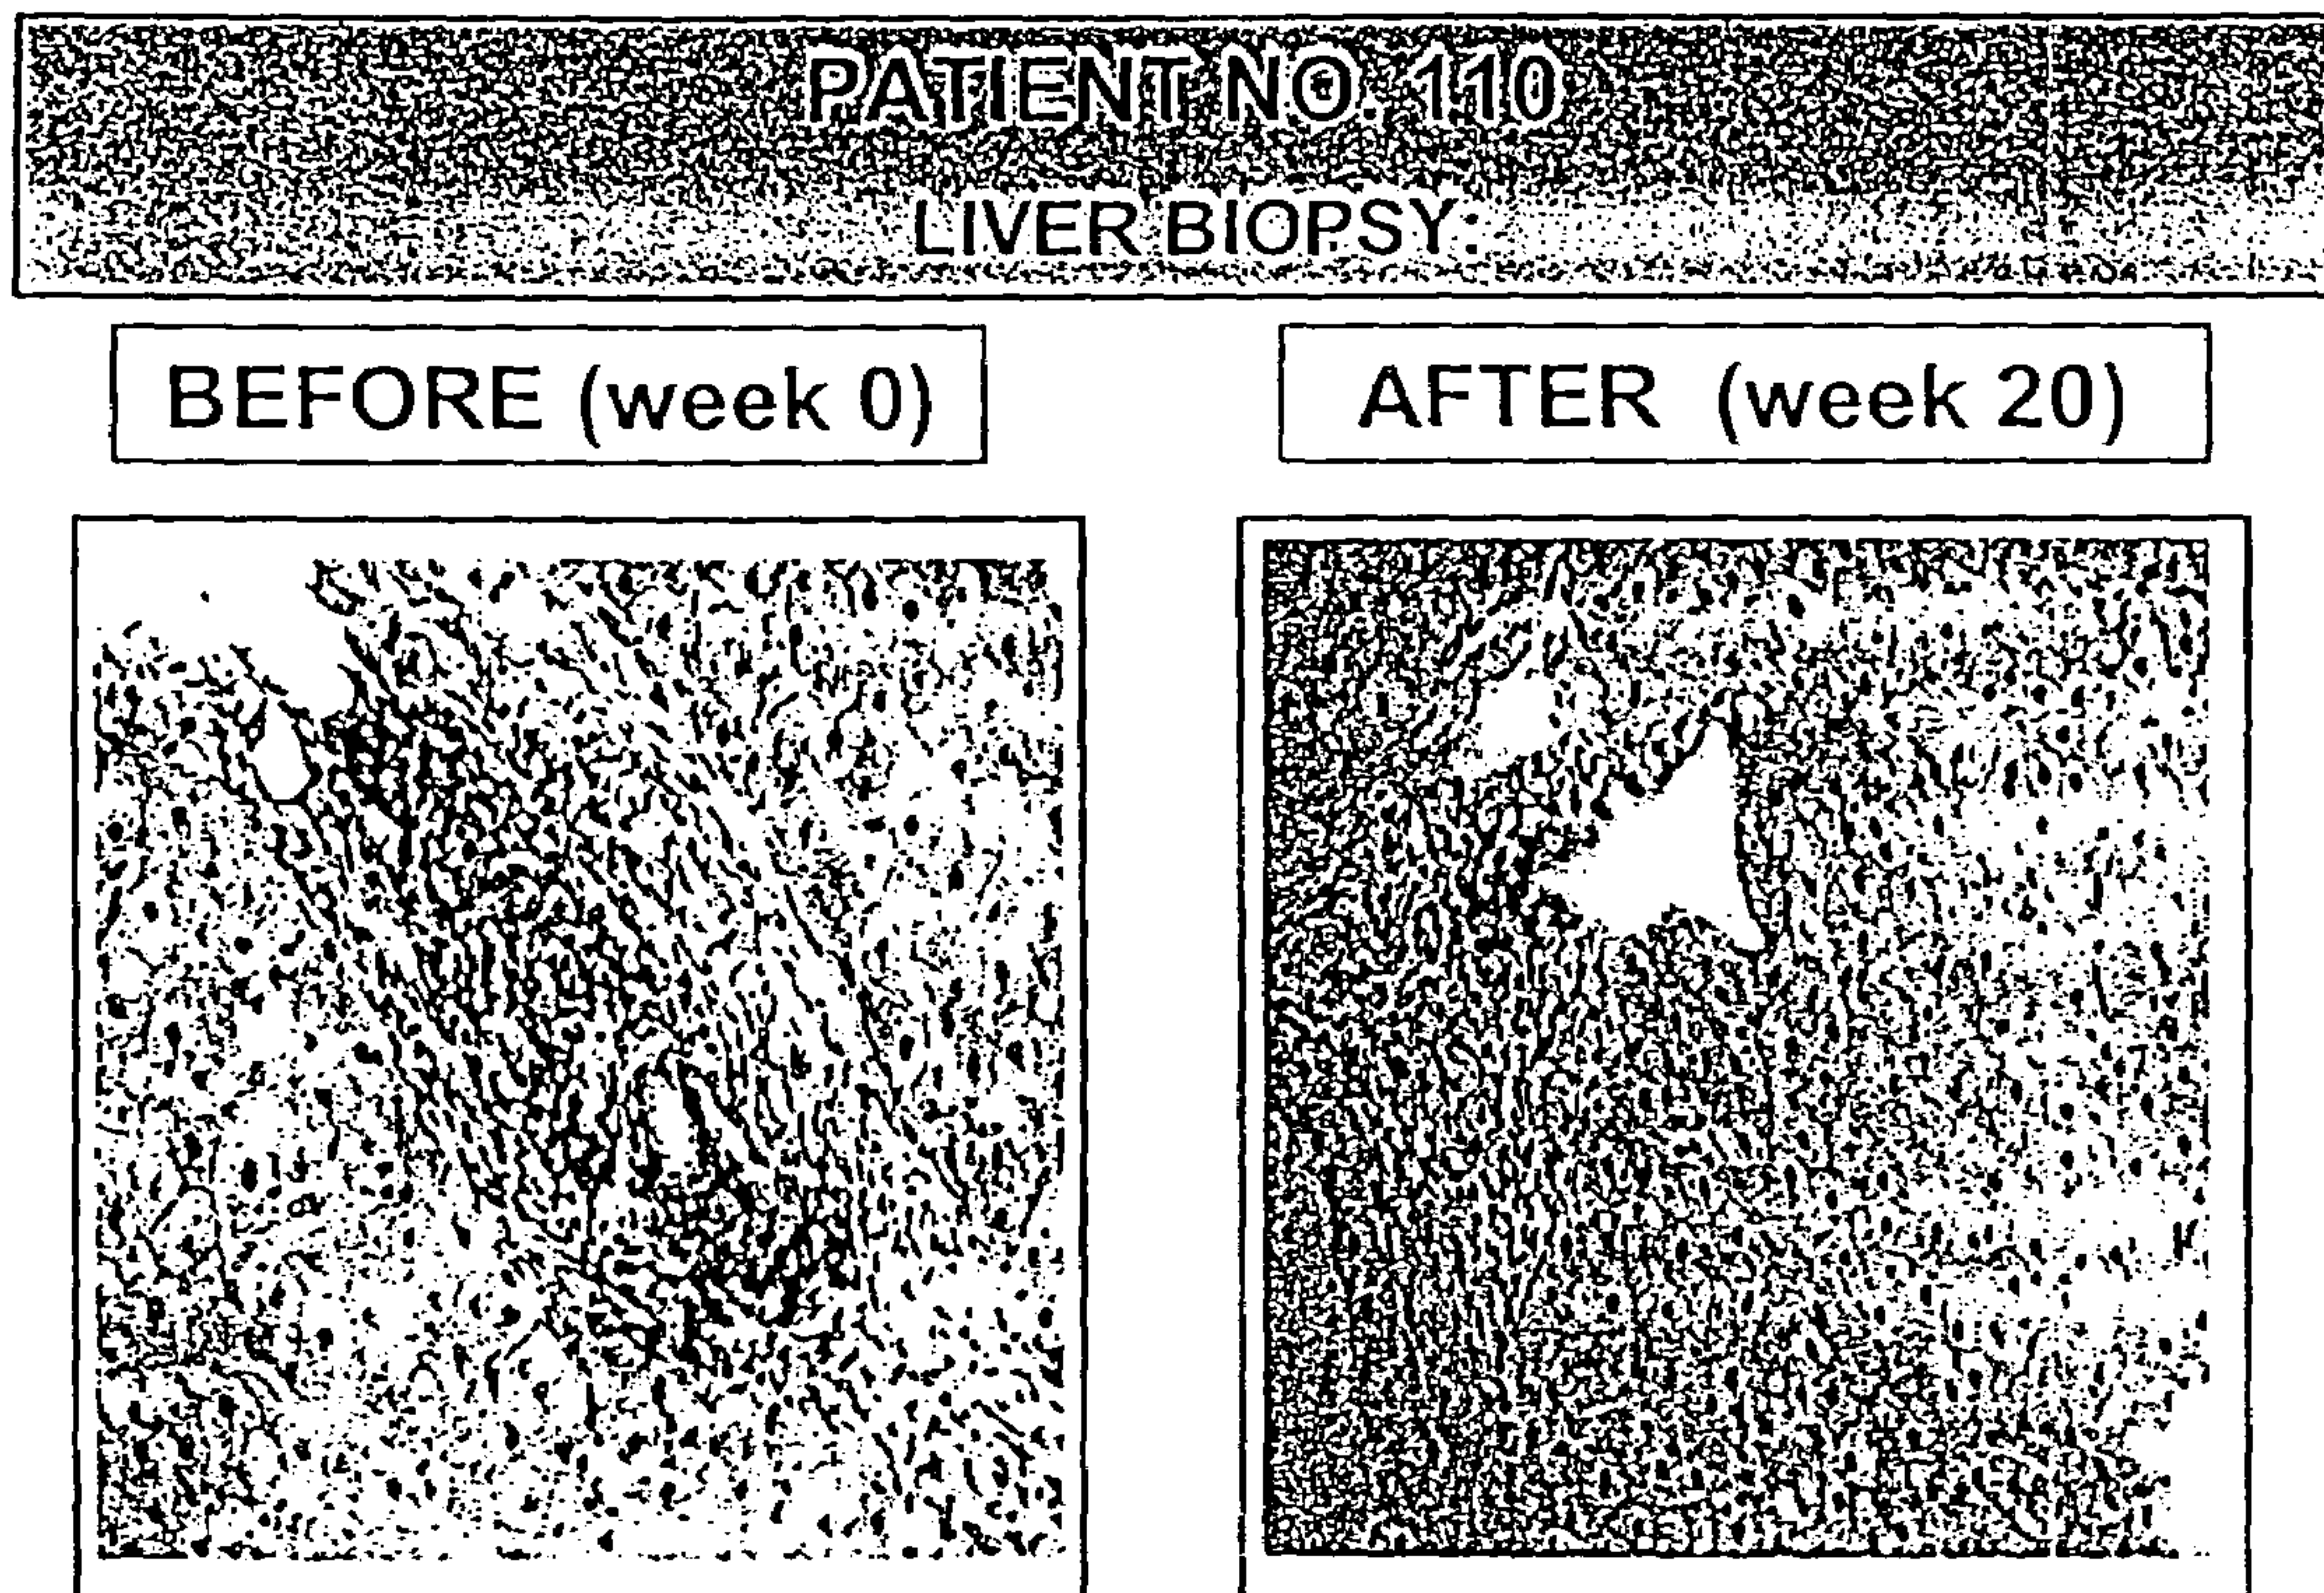 PATIENT NO. 110
LIVER BIOPSY:
BEFORE (week 0)
AFTER (week 20)